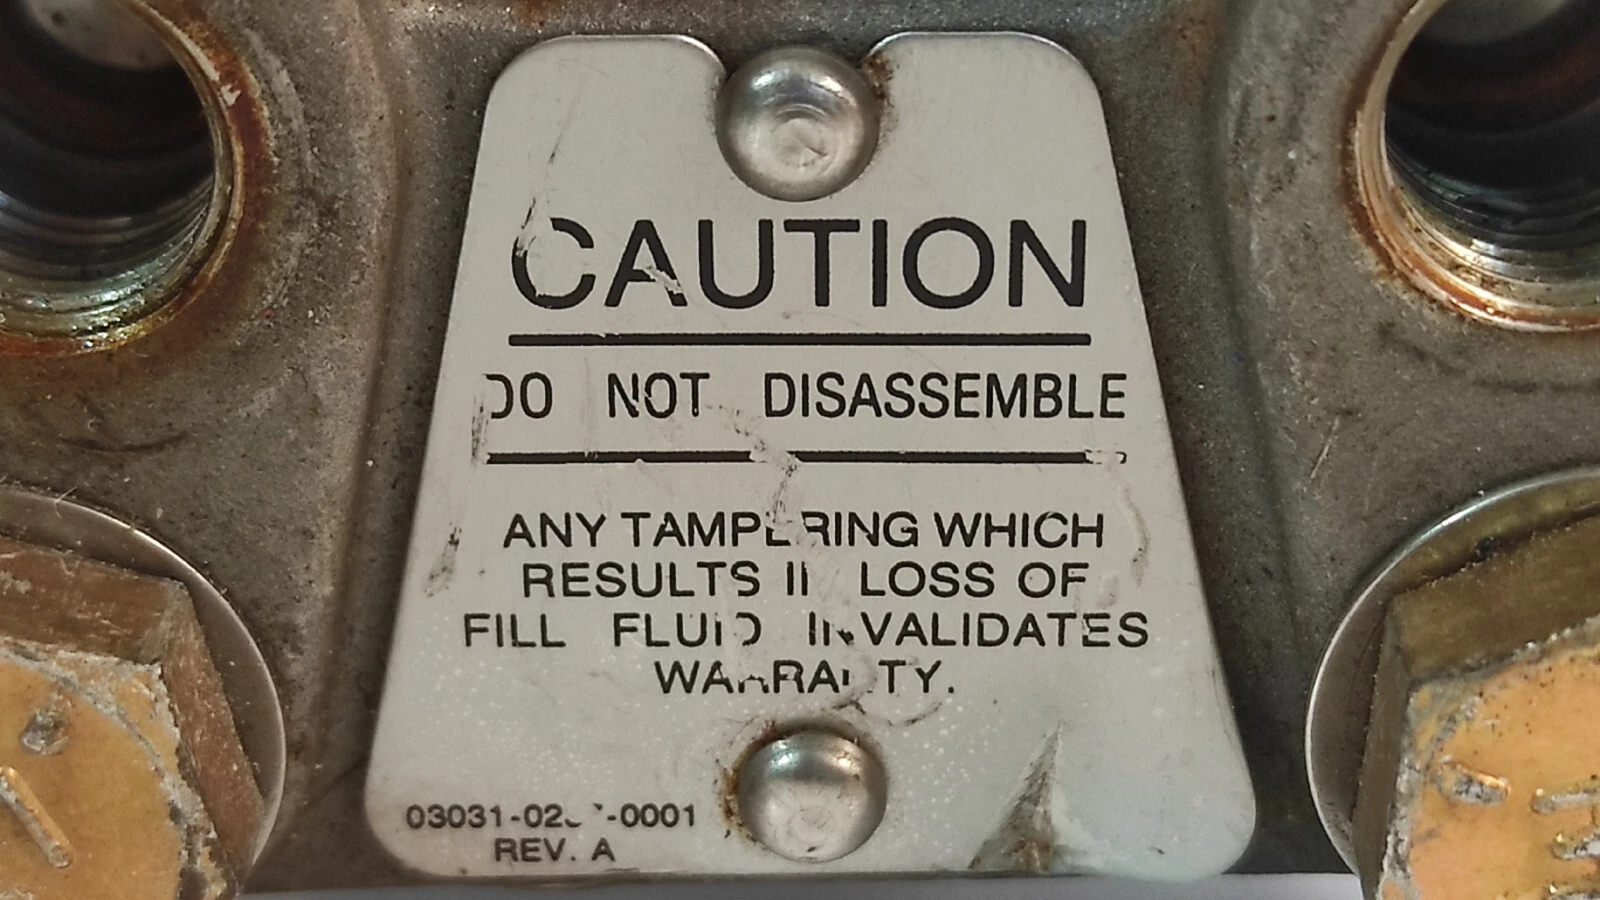 CAUTION
DO NOT DISASSEMBLE
ANY TAMPERING WHICH
RESULTS IN LOSS OF
FILL FLUID INVALIDATES
WARRANTY.
REV. A